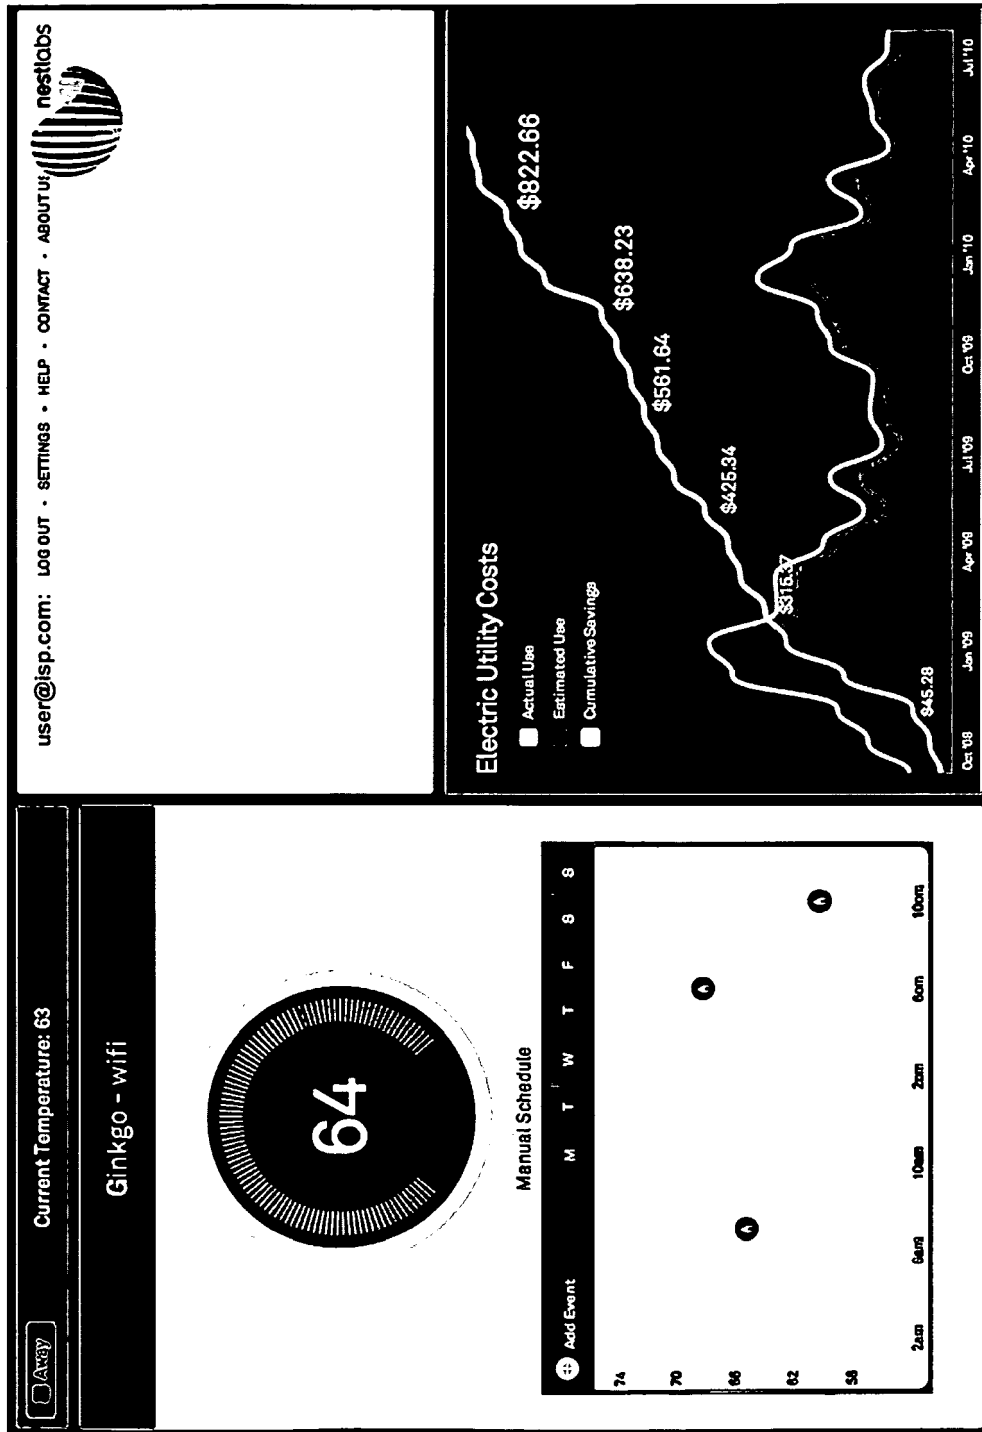 Away
Current Temperature: 63
Ginkgo - wifi
64
Manual Schedule
Add Event
M T W T F S S
74
70
66
62
58
2am 6am 10am 2am 6am 10am
user@isp.com: LOG OUT • SETTINGS • HELP • CONTACT • ABOUT US
nestlabs
Electric Utility Costs
Actual Use
Estimated Use
Cumulative Savings
$45.28
$315.37
$425.34
$561.64
$638.23
$822.66
Oct '08 Jan '09 Apr '09 Jul '09 Oct '09 Jan '10 Apr '10 Jul '10